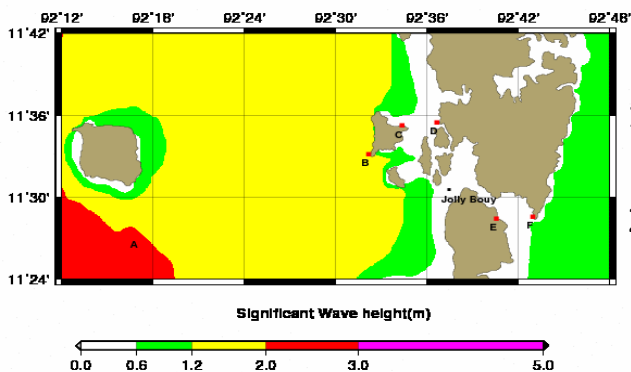 92°12' 92°18' 92°24' 92°30' 92°36' 92°42' 92°48'
11°42'
11°36'
C D
B
11°30'
Jolly Bouy
E F
A
11°24'
Significant Wave height(m)
0.0 0.6 1.2 2.0 3.0 5.0